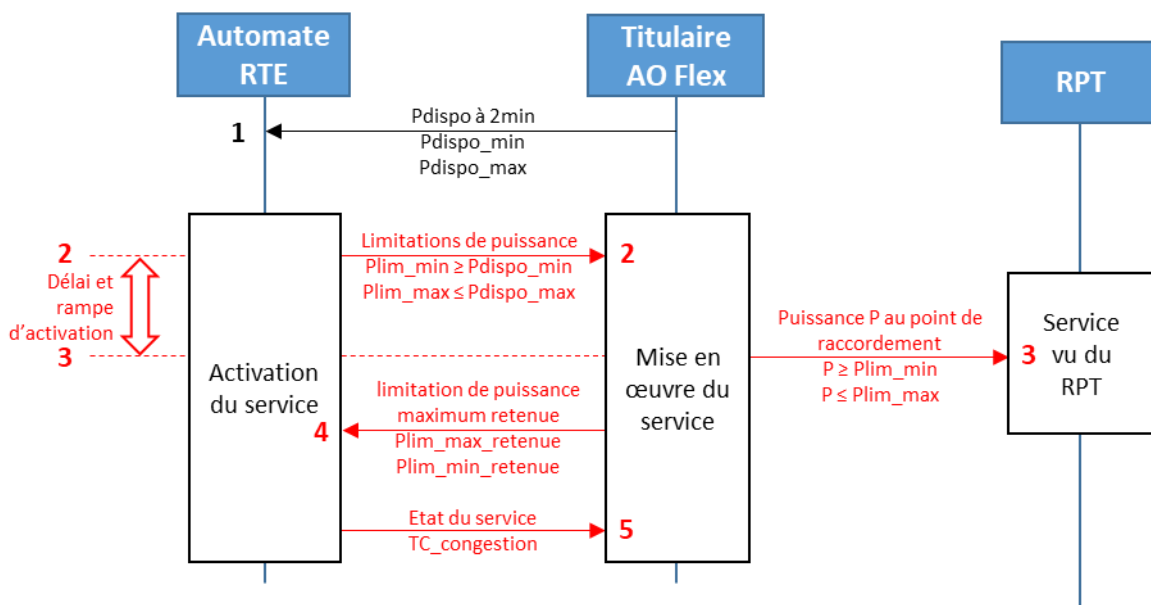 Automate
RTE
Titulaire
AO Flex
RPT
1
Pdispo à 2min
Pdispo_min
Pdispo_max
2
Limitations de puissance
Plim_min ≥ Pdispo_min
Plim_max ≤ Pdispo_max
2
Délai et
rampe
d'activation
3
Activation
du service
Mise en
œuvre du
service
Puissance P au point de
raccordement
P ≥ Plim_min
P ≤ Plim_max
3
Service
vu du
RPT
limitation de puissance
maximum retenue
Plim_max_retenue
Plim_min_retenue
4
Etat du service
TC_congestion
5